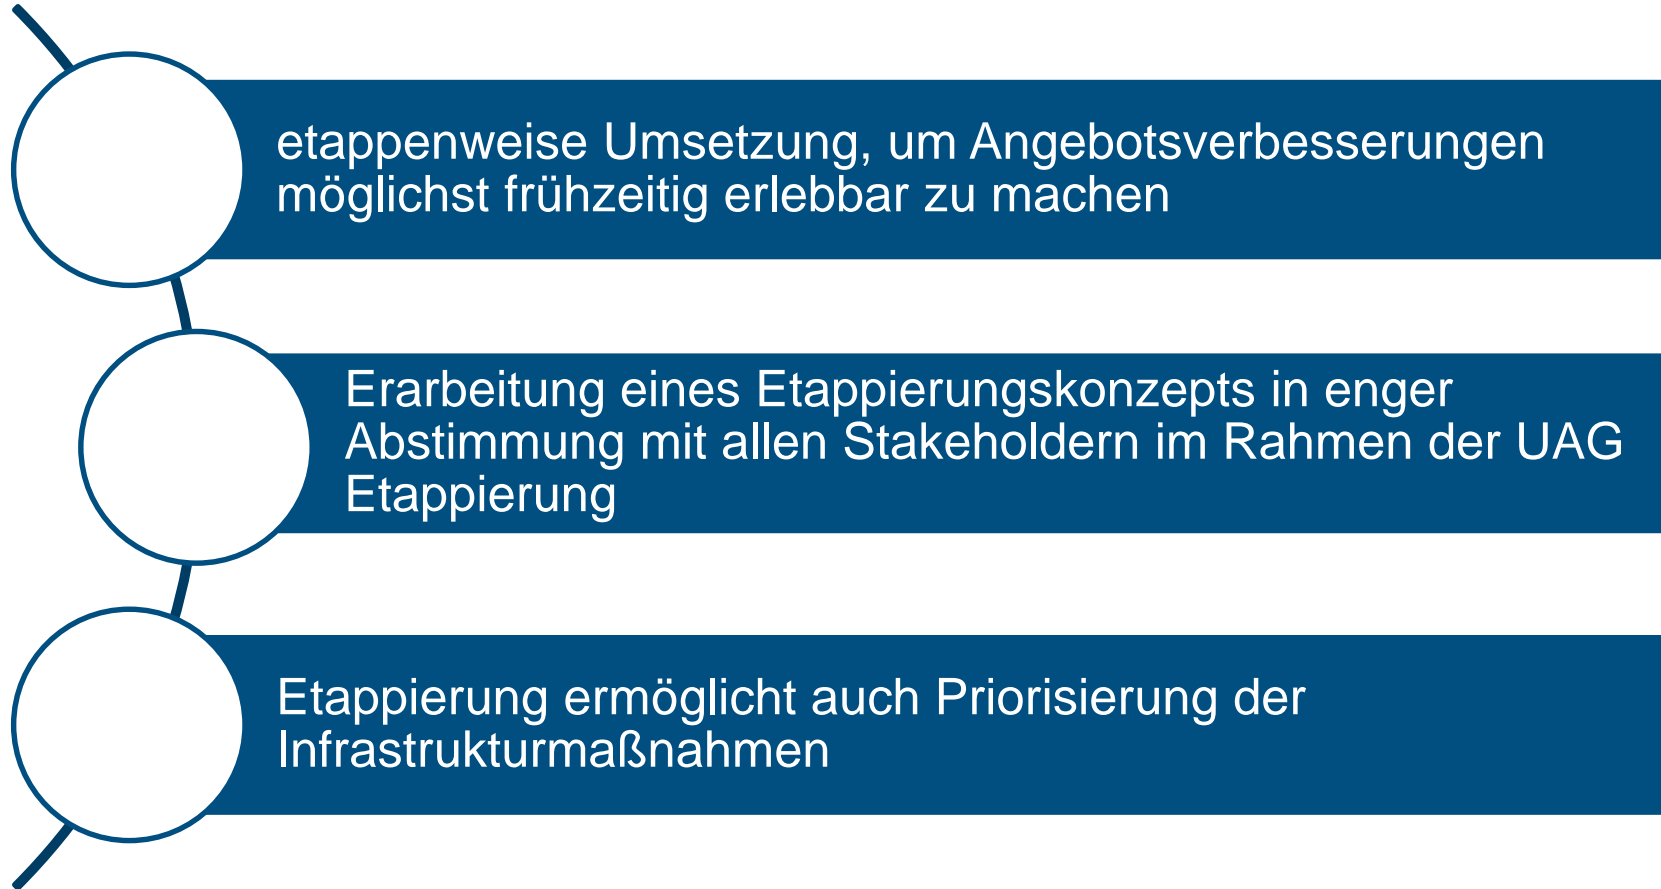 etappenweise Umsetzung, um Angebotsverbesserungen
möglichst frühzeitig erlebbar zu machen
Erarbeitung eines Etappierungskonzepts in enger
Abstimmung mit allen Stakeholdern im Rahmen der UAG
Etappierung
Etappierung ermöglicht auch Priorisierung der
Infrastrukturmaßnahmen